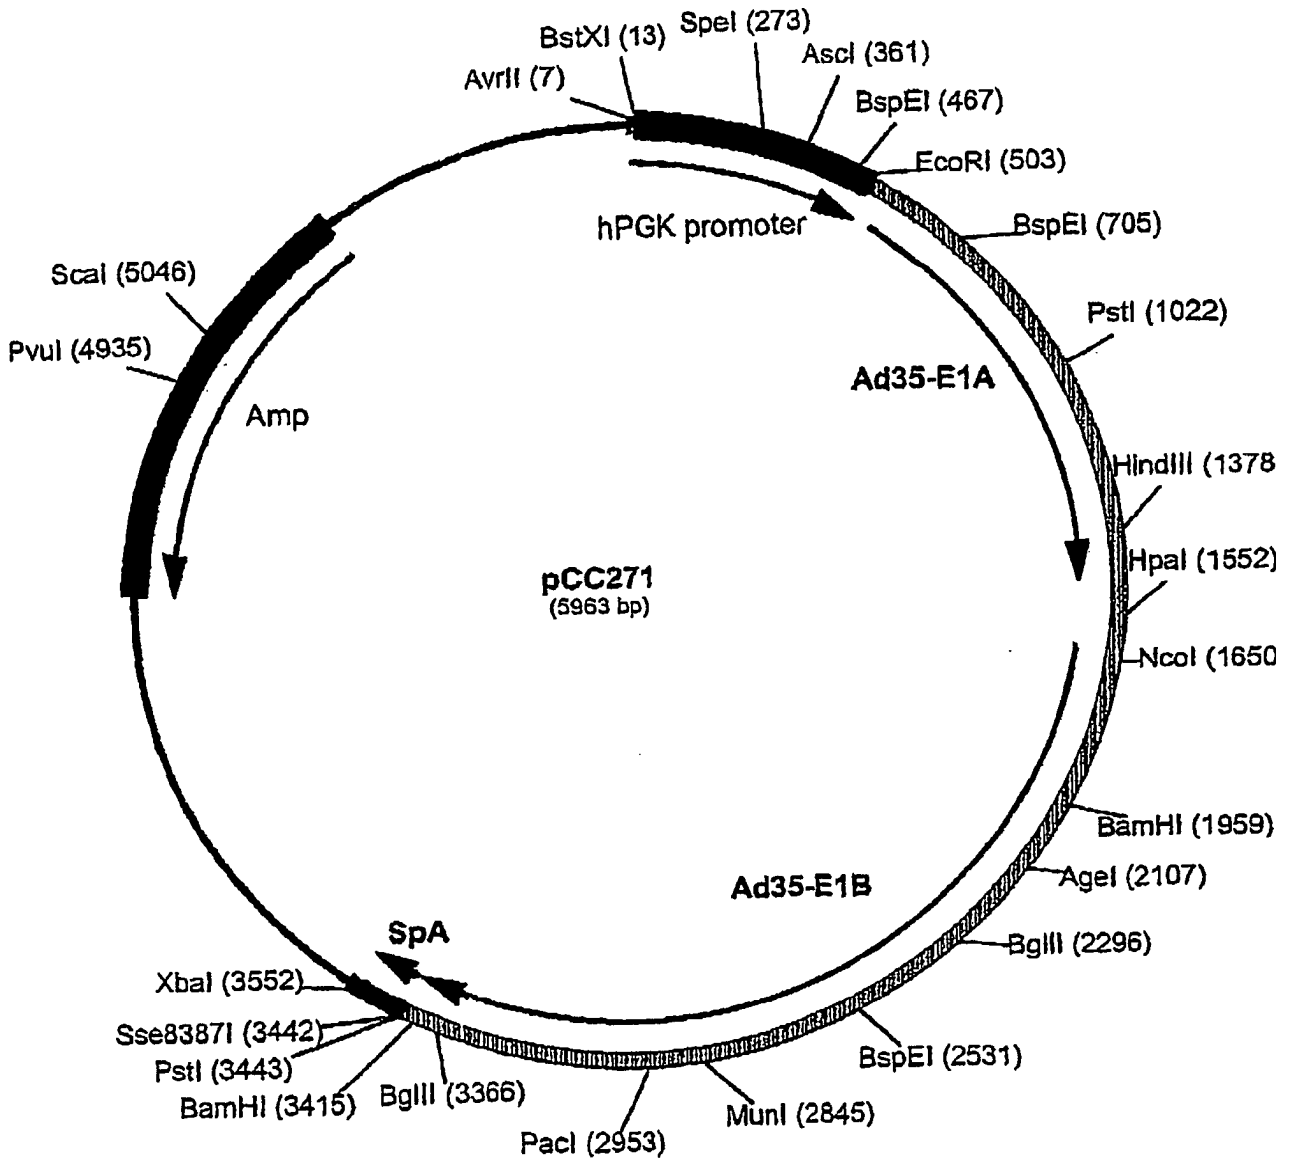 BstXI (13)
SpeI (273)
AvrII (7)
AscI (361)
BspEI (467)
EcoRI (503)
hPGK promoter
BspEI (705)
ScaI (5046)
PstI (1022)
PvuI (4935)
Ad35-E1A
Amp
HindIII (1378
HpaI (1552)
pCC271
(5963 bp)
NcoI (1650
BamHI (1959)
AgeI (2107)
Ad35-E1B
SpA
BglII (2296)
XbaI (3552)
Sse8387I (3442)
PstI (3443)
BspEI (2531)
BamHI (3415)
BglII (3366)
MunI (2845)
PacI (2953)